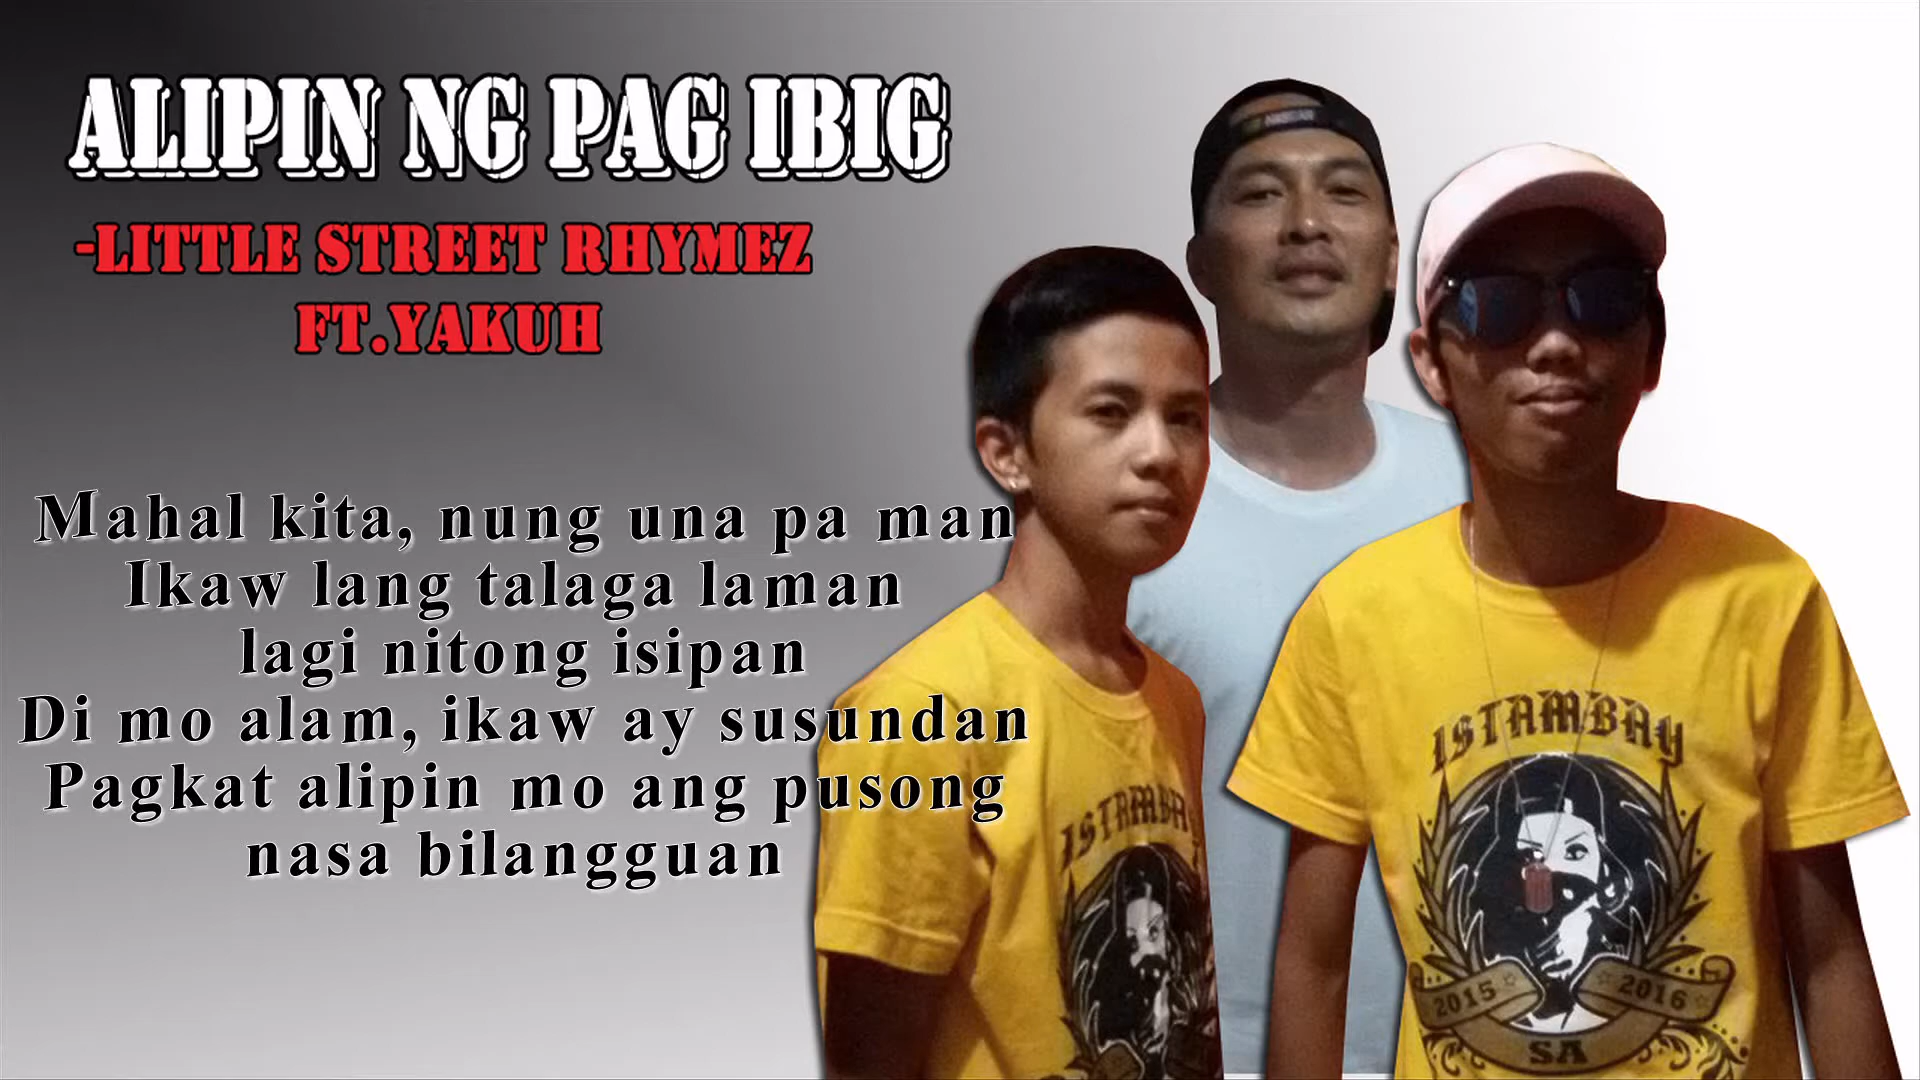 ALIPIN NG PAG IBIG
-LITTLE STREET RHYMEZ
FT.YAKUH
Mahal kita, nung una pa man
Ikaw lang talaga laman
lagi nitong isipan
Di mo alam, ikaw ay susundan
Pagkat alipin mo ang pusong
nasa bilangguan
ISTAMBAY
ISTAMBAY
2015
2016
SA